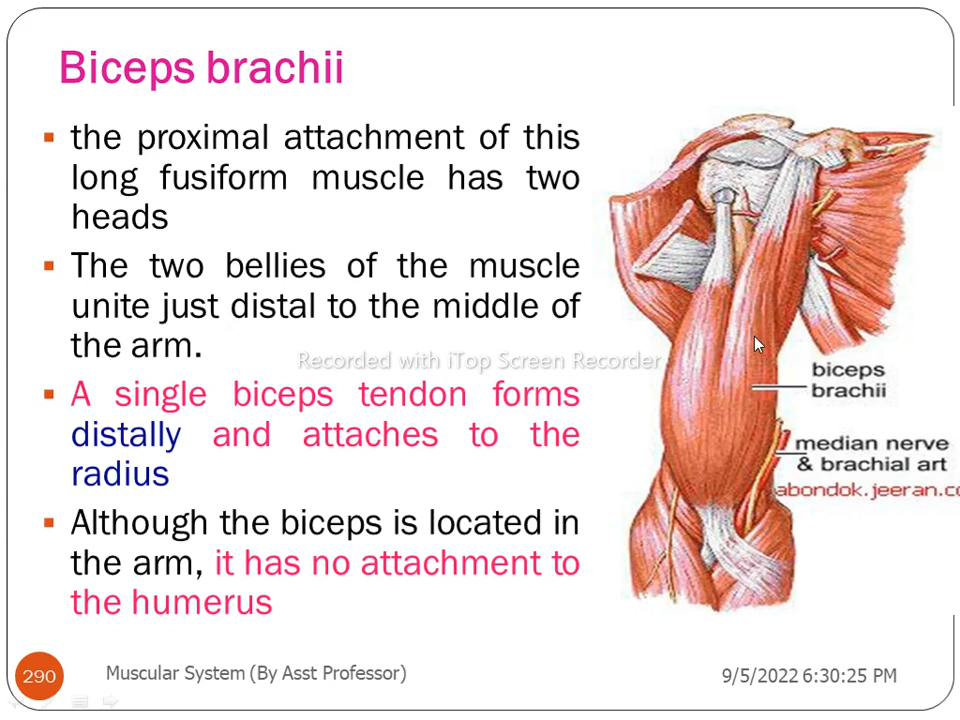 Biceps brachii
the proximal attachment of this
long fusiform muscle has two
heads
The two bellies of the muscle
unite just distal to the middle of
the arm.
Recorded with iTop Screen Recorder
A single biceps tendon forms
distally and attaches to the
radius
Although the biceps is located in
the arm, it has no attachment to
the humerus
biceps
brachii
median nerve
& brachial art
abondok.jeeran.co
290
Muscular System (By Asst Professor)
9/5/2022 6:30:25 PM